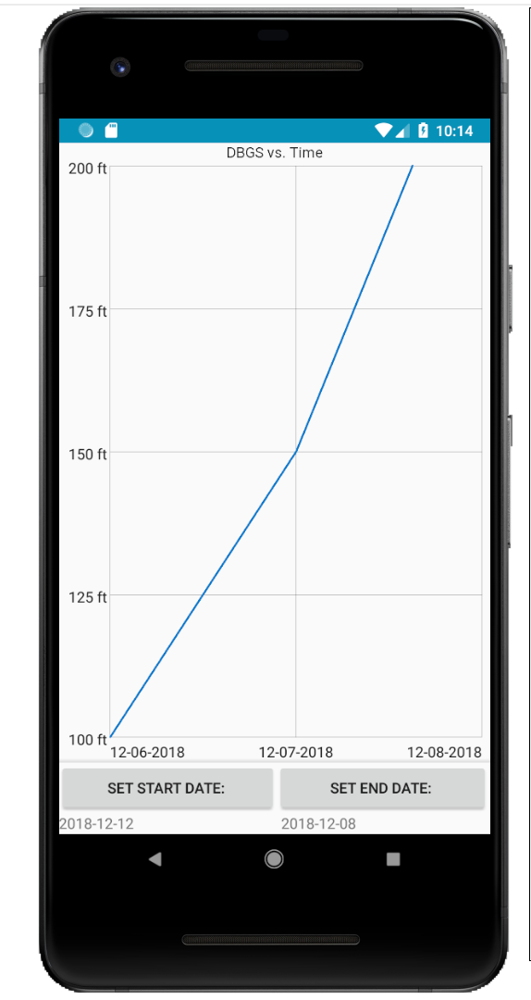 10:14
DBGS vs. Time
200 ft
175 ft
150 ft
125 ft
100 ft
12-06-2018 12-07-2018 12-08-2018
SET START DATE: SET END DATE:
2018-12-12 2018-12-08